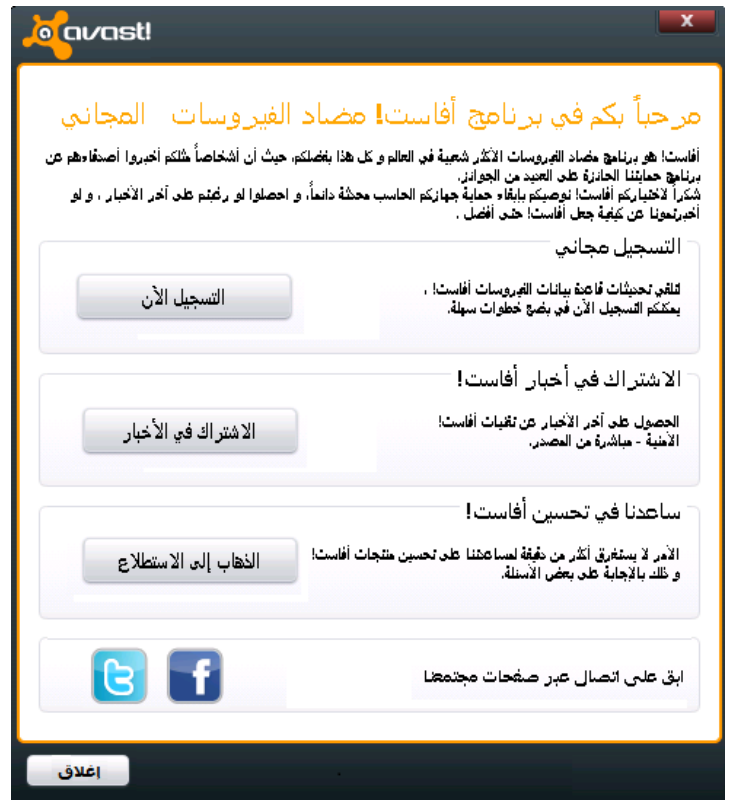 avast!
x
مرحباً بكم في برنامج أفاست! مضاد الفيروسات المجاني
أفاست! هو برنامج مضاد الفيروسات الأكثر شعبية في العالم و كل هذا بفضلكم، حيث أن أشخاصاً مثلكم أخبروا أصدقاءهم عن
برنامج حمايتنا الحائزة على العديد من الجوائز.
شكراً لاختياركم أفاست! نوصيكم بإبقاء حماية جهازكم الحاسب محدثة دائماً، و احصلوا لو رغبتم على آخر الأخبار ، و لو
أخبرتمونا عن كيفية جعل أفاست! حتى أفضل .
التسجيل مجاني
لتلقي تحديثات قاعدة بيانات الفيروسات أفاست! ،
يمكنكم التسجيل الآن في بضع خطوات سهلة.
التسجيل الآن
الاشتراك في أخبار أفاست!
الحصول على آخر الأخبار عن تقنيات أفاست!
الأمنية - مباشرة من المصدر.
الاشتراك في الأخبار
ساعدنا في تحسين أفاست!
الأمر لا يستغرق أكثر من دقيقة لمساعدتنا على تحسين منتجات أفاست!
و ذلك بالإجابة على بعض الأسئلة.
الذهاب إلى الاستطلاع
ابق على اتصال عبر صفحات مجتمعنا
إغلاق